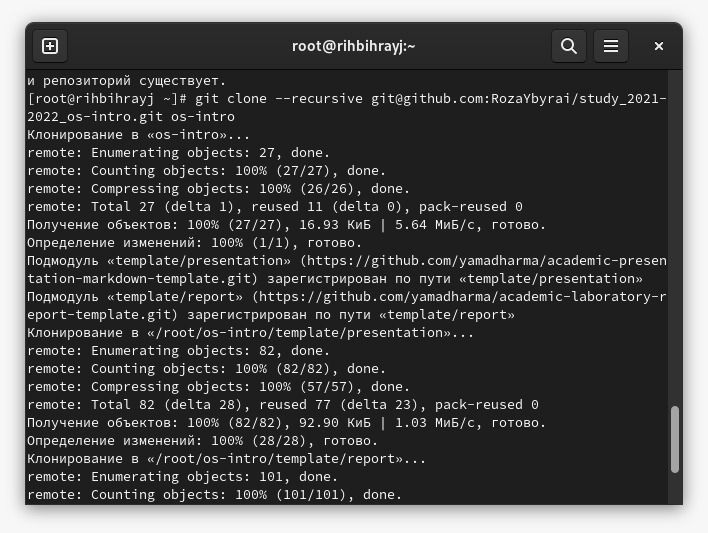 root@rihbihrayj:~
и репозиторий существует.
[root@rihbihrayj ~]# git clone --recursive git@github.com:RozaYbyrai/study_2021-
2022_os-intro.git os-intro
Клонирование в «os-intro»...
remote: Enumerating objects: 27, done.
remote: Counting objects: 100% (27/27), done.
remote: Compressing objects: 100% (26/26), done.
remote: Total 27 (delta 1), reused 11 (delta 0), pack-reused 0
Получение объектов: 100% (27/27), 16.93 КиБ | 5.64 МиБ/с, готово.
Определение изменений: 100% (1/1), готово.
Подмодуль «template/presentation» (https://github.com/yamadharma/academic-presen
tation-markdown-template.git) зарегистрирован по пути «template/presentation»
Подмодуль «template/report» (https://github.com/yamadharma/academic-laboratory-r
eport-template.git) зарегистрирован по пути «template/report»
Клонирование в «/root/os-intro/template/presentation»...
remote: Enumerating objects: 82, done.
remote: Counting objects: 100% (82/82), done.
remote: Compressing objects: 100% (57/57), done.
remote: Total 82 (delta 28), reused 77 (delta 23), pack-reused 0
Получение объектов: 100% (82/82), 92.90 КиБ | 1.03 МиБ/с, готово.
Определение изменений: 100% (28/28), готово.
Клонирование в «/root/os-intro/template/report»...
remote: Enumerating objects: 101, done.
remote: Counting objects: 100% (101/101), done.